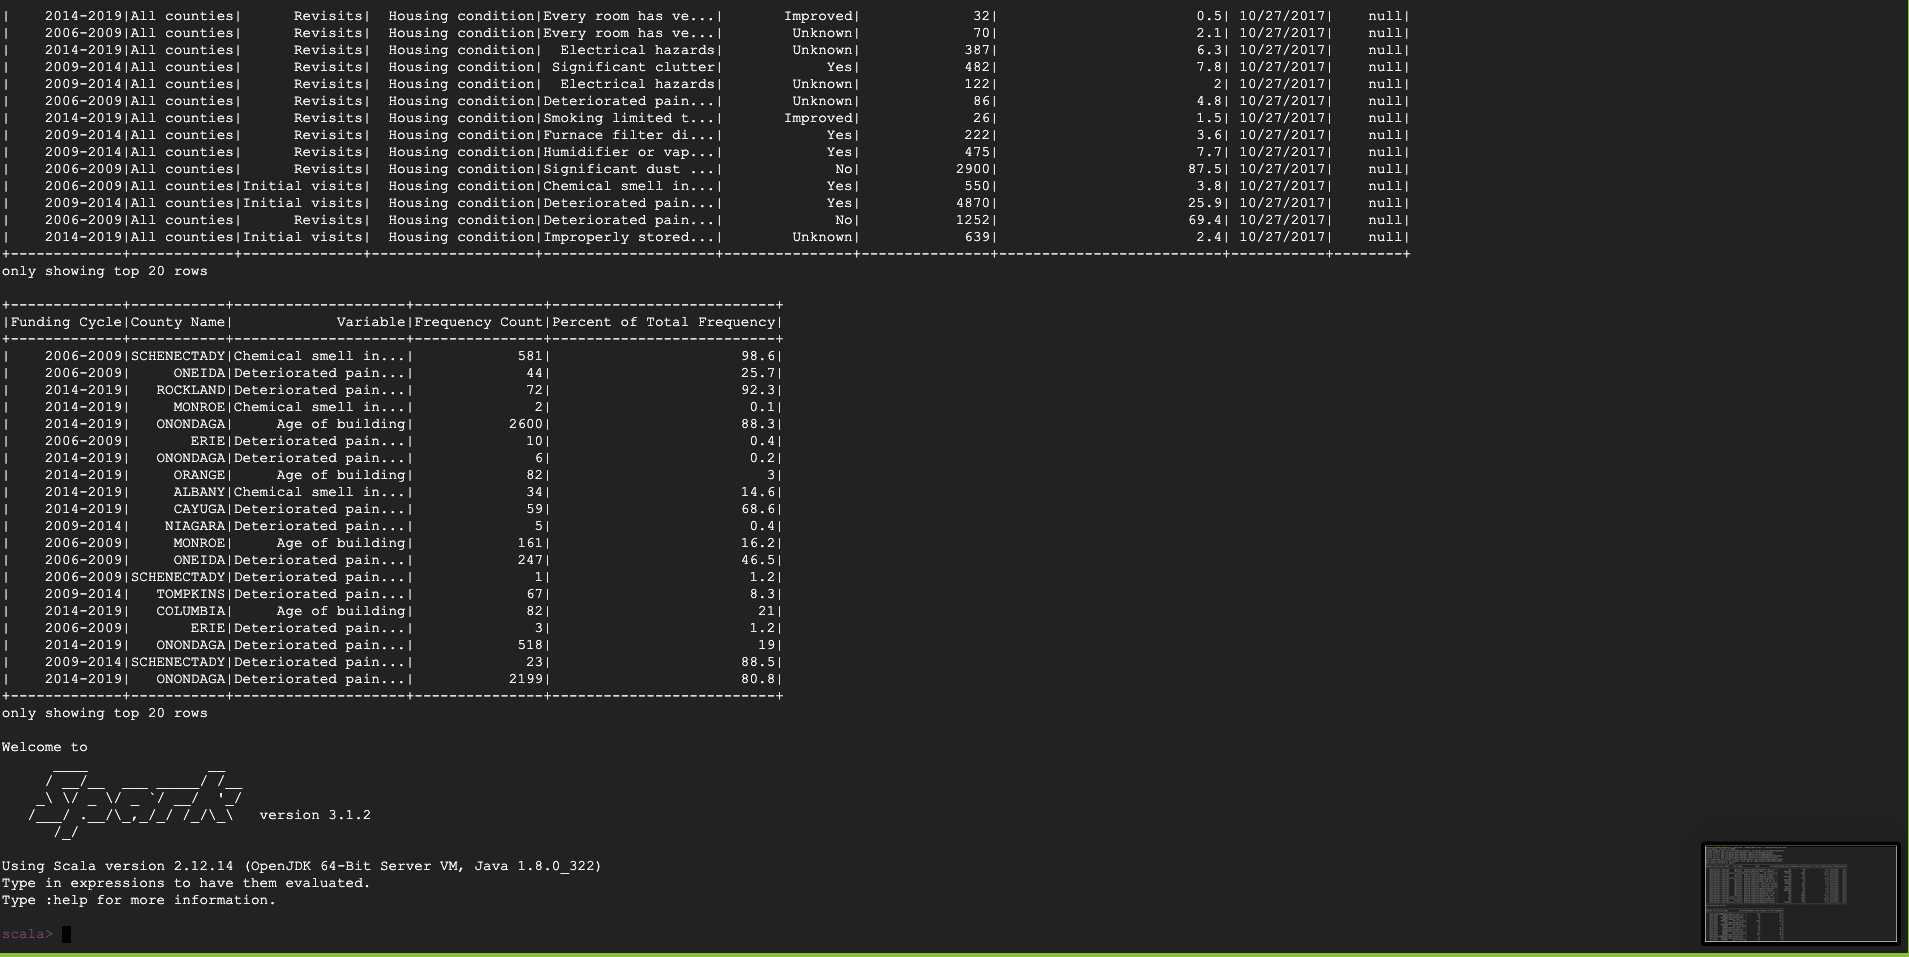 |    2014-2019|All counties|      Revisits|  Housing condition|Every room has ve...|       Improved|             32|                       0.5| 10/27/2017|    null|
|    2006-2009|All counties|      Revisits|  Housing condition|Every room has ve...|        Unknown|             70|                       2.1| 10/27/2017|    null|
|    2014-2019|All counties|      Revisits|  Housing condition|  Electrical hazards|        Unknown|            387|                       6.3| 10/27/2017|    null|
|    2009-2014|All counties|      Revisits|  Housing condition| Significant clutter|            Yes|            482|                       7.8| 10/27/2017|    null|
|    2009-2014|All counties|      Revisits|  Housing condition|  Electrical hazards|        Unknown|            122|                         2| 10/27/2017|    null|
|    2006-2009|All counties|      Revisits|  Housing condition|Deteriorated pain...|        Unknown|             86|                       4.8| 10/27/2017|    null|
|    2014-2019|All counties|      Revisits|  Housing condition|Smoking limited t...|       Improved|             26|                       1.5| 10/27/2017|    null|
|    2009-2014|All counties|      Revisits|  Housing condition|Furnace filter di...|            Yes|            222|                       3.6| 10/27/2017|    null|
|    2009-2014|All counties|      Revisits|  Housing condition|Humidifier or vap...|            Yes|            475|                       7.7| 10/27/2017|    null|
|    2006-2009|All counties|      Revisits|  Housing condition|Significant dust ...|             No|           2900|                      87.5| 10/27/2017|    null|
|    2006-2009|All counties|Initial visits|  Housing condition|Chemical smell in...|            Yes|            550|                       3.8| 10/27/2017|    null|
|    2009-2014|All counties|Initial visits|  Housing condition|Deteriorated pain...|            Yes|           4870|                      25.9| 10/27/2017|    null|
|    2006-2009|All counties|      Revisits|  Housing condition|Deteriorated pain...|             No|           1252|                      69.4| 10/27/2017|    null|
|    2014-2019|All counties|Initial visits|  Housing condition|Improperly stored...|        Unknown|            639|                       2.4| 10/27/2017|    null|
+-------------+------------+--------------+-------------------+--------------------+---------------+---------------+--------------------------+-----------+--------+
only showing top 20 rows
+-------------+-----------+--------------------+---------------+--------------------------+
|Funding Cycle|County Name|            Variable|Frequency Count|Percent of Total Frequency|
+-------------+-----------+--------------------+---------------+--------------------------+
|    2006-2009|SCHENECTADY|Chemical smell in...|            581|                      98.6|
|    2006-2009|     ONEIDA|Deteriorated pain...|             44|                      25.7|
|    2014-2019|   ROCKLAND|Deteriorated pain...|             72|                      92.3|
|    2014-2019|     MONROE|Chemical smell in...|              2|                       0.1|
|    2014-2019|   ONONDAGA|     Age of building|           2600|                      88.3|
|    2006-2009|       ERIE|Deteriorated pain...|             10|                       0.4|
|    2014-2019|   ONONDAGA|Deteriorated pain...|              6|                       0.2|
|    2014-2019|     ORANGE|     Age of building|             82|                         3|
|    2014-2019|     ALBANY|Chemical smell in...|             34|                      14.6|
|    2014-2019|     CAYUGA|Deteriorated pain...|             59|                      68.6|
|    2009-2014|    NIAGARA|Deteriorated pain...|              5|                       0.4|
|    2006-2009|     MONROE|     Age of building|            161|                      16.2|
|    2006-2009|     ONEIDA|Deteriorated pain...|            247|                      46.5|
|    2006-2009|SCHENECTADY|Deteriorated pain...|              1|                       1.2|
|    2009-2014|   TOMPKINS|Deteriorated pain...|             67|                       8.3|
|    2014-2019|   COLUMBIA|     Age of building|             82|                        21|
|    2006-2009|       ERIE|Deteriorated pain...|              3|                       1.2|
|    2014-2019|   ONONDAGA|Deteriorated pain...|            518|                        19|
|    2009-2014|SCHENECTADY|Deteriorated pain...|             23|                      88.5|
|    2014-2019|   ONONDAGA|Deteriorated pain...|           2199|                      80.8|
+-------------+-----------+--------------------+---------------+--------------------------+
only showing top 20 rows
Welcome to
      ____              __
     / __/__  ___ _____/ /__
    _\ \/ _ \/ _ `/ __/  '_/
   /___/ .__/\_,_/_/ /_/\_\   version 3.1.2
      /_/
Using Scala version 2.12.14 (OpenJDK 64-Bit Server VM, Java 1.8.0_322)
Type in expressions to have them evaluated.
Type :help for more information.
scala>